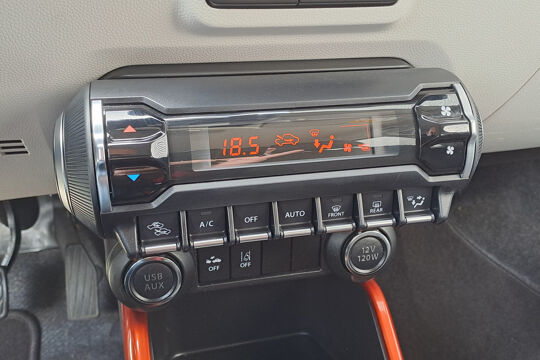 18.5
A/C
OFF
AUTO
FRONT
REAR
OFF
OFF
USB
AUX
12V
120W